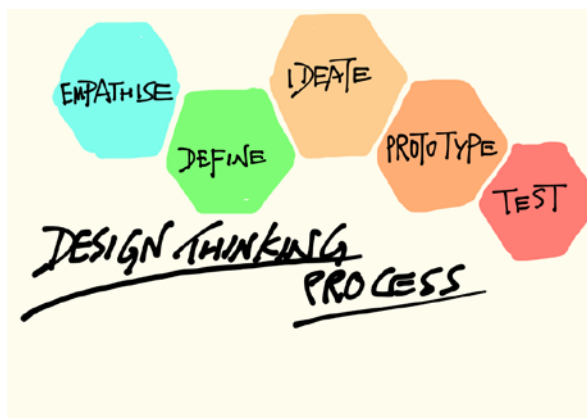 EMPATHISE
DEFINE
IDEATE
PROTOTYPE
TEST
DESIGN THINKING
PROCESS